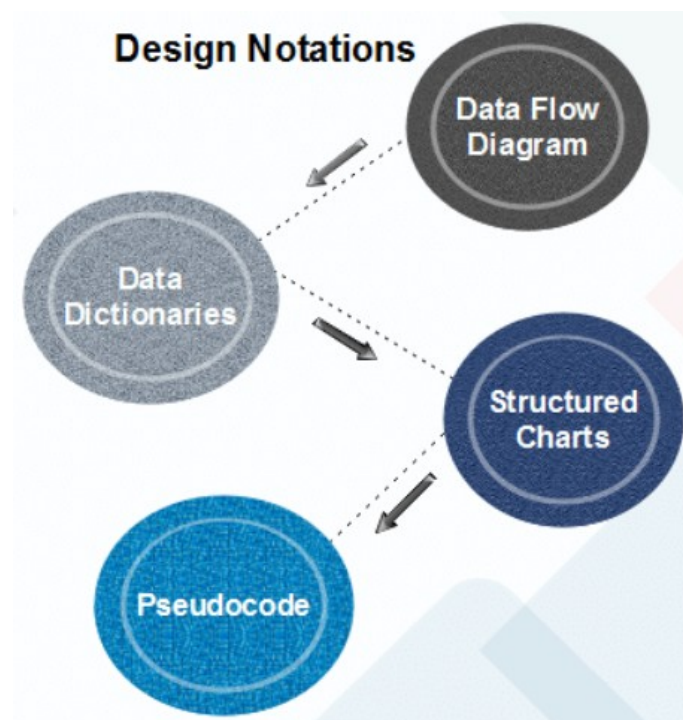 Design Notations
Data Flow
Diagram
Data
Dictionaries
Structured
Charts
Pseudocode